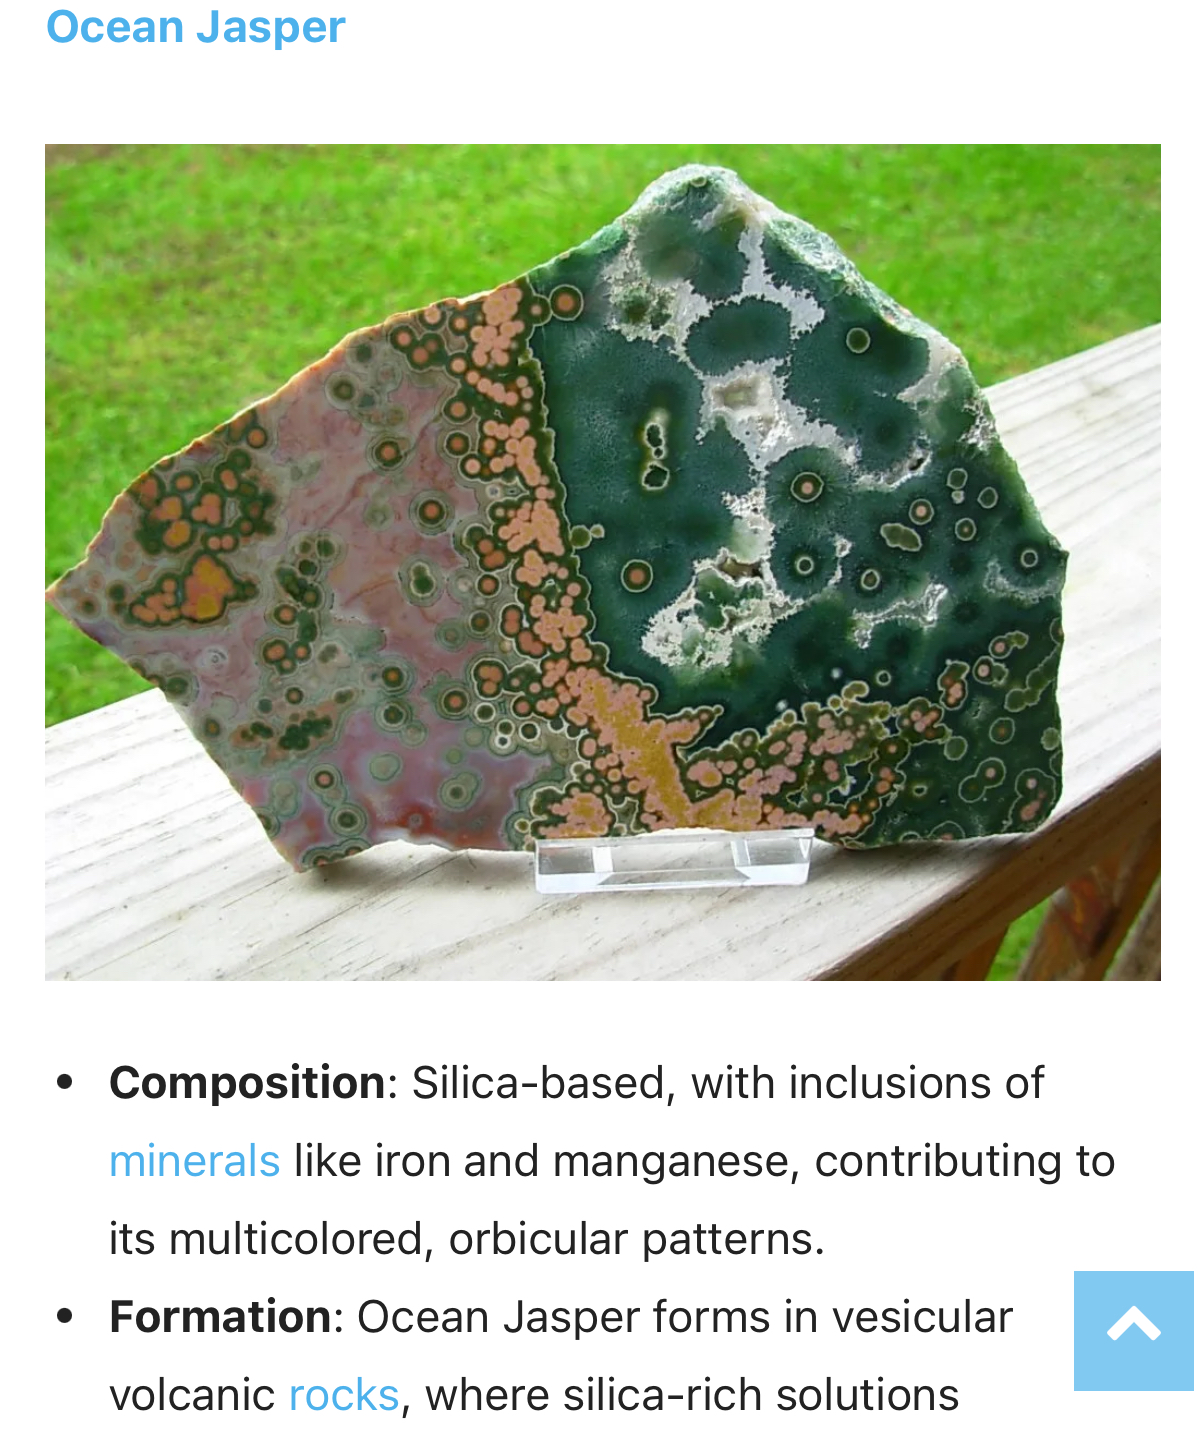 Ocean Jasper
• Composition: Silica-based, with inclusions of
minerals like iron and manganese, contributing to
its multicolored, orbicular patterns.
• Formation: Ocean Jasper forms in vesicular
volcanic rocks, where silica-rich solutions